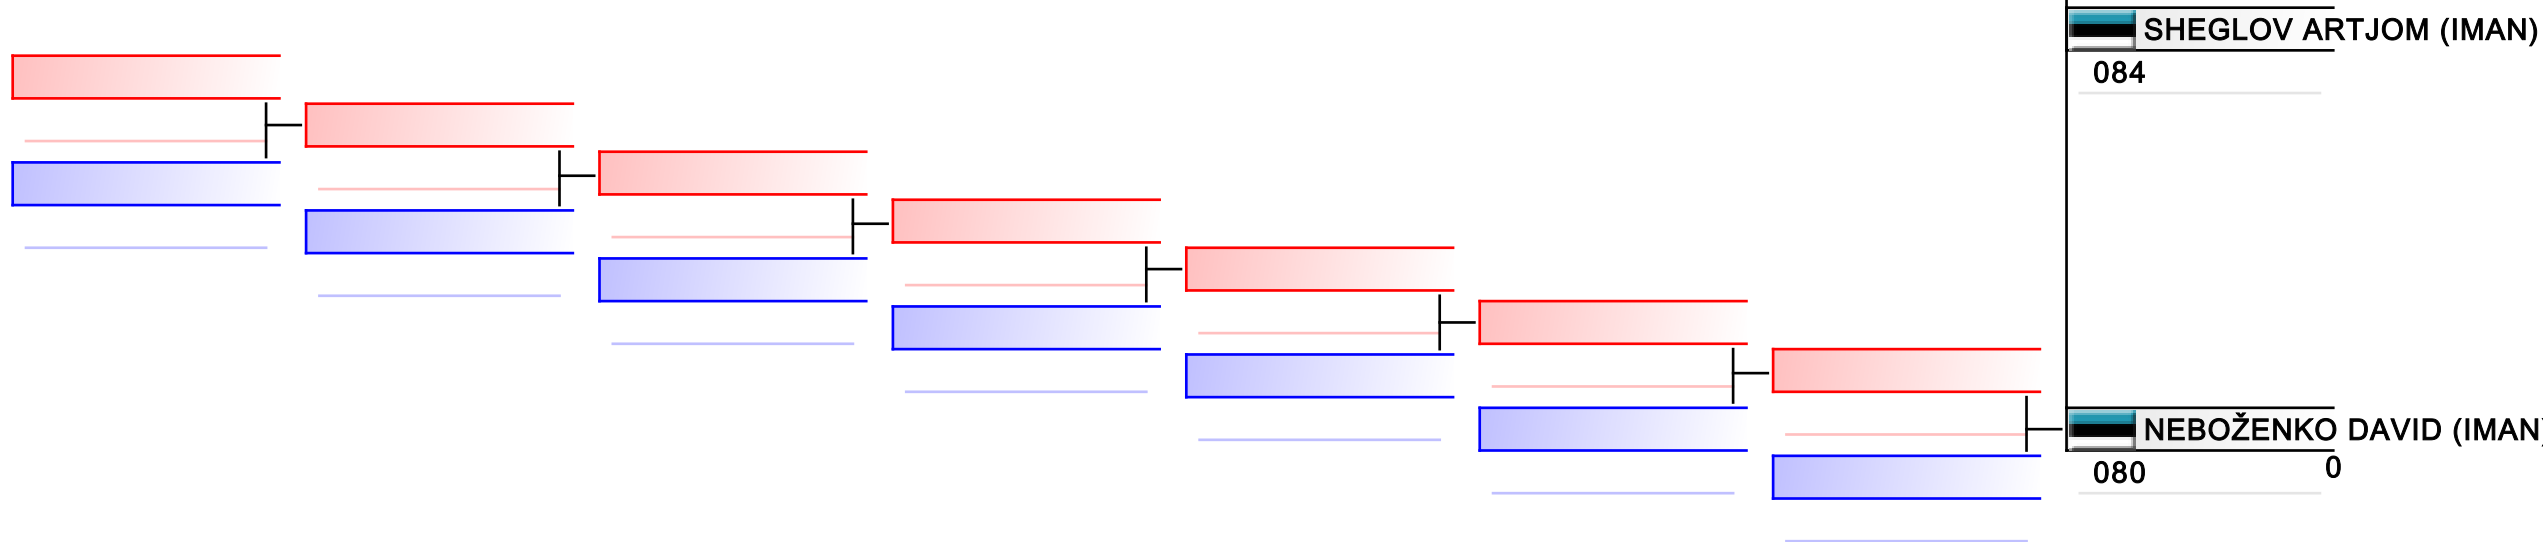 SHEGLOV ARTJOM (IMAN)
084
NEBOŽENKO DAVID (IMAN)
080
0